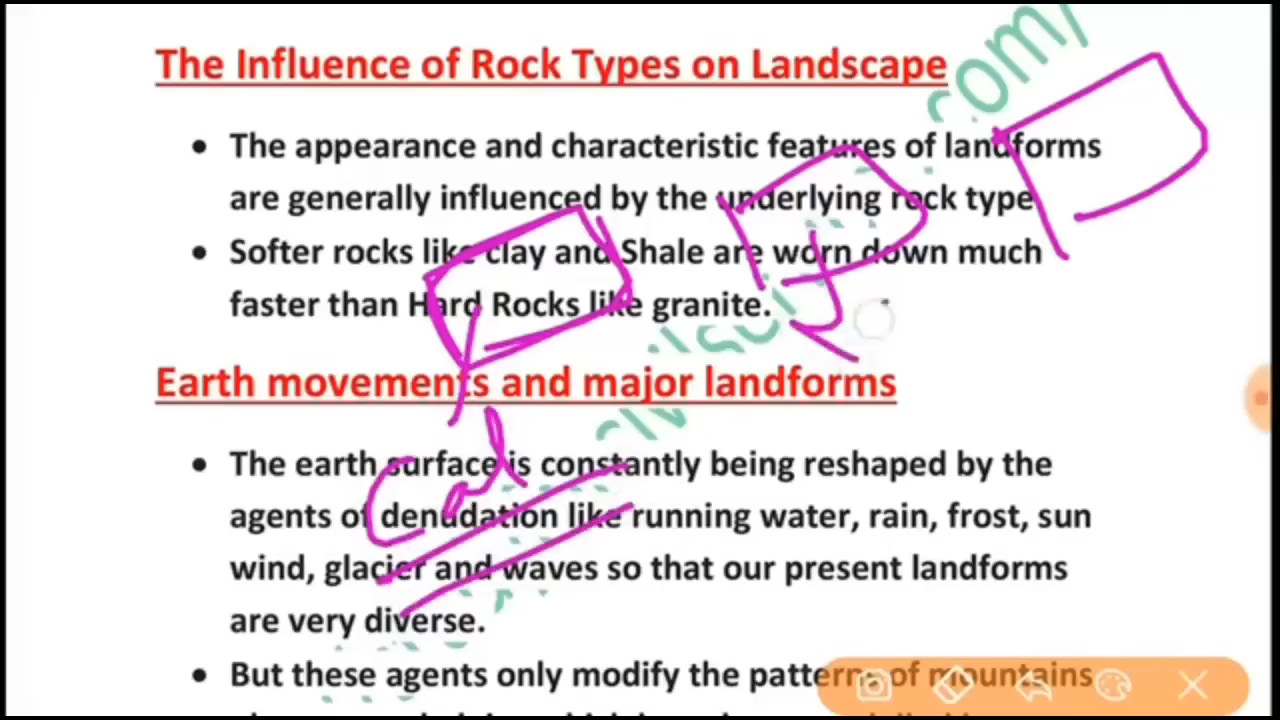 The Influence of Rock Types on Landscape
• The appearance and characteristic features of landforms
are generally influenced by the underlying rock type
• Softer rocks like clay and Shale are worn down much
faster than Hard Rocks like granite.
Earth movements and major landforms
• The earth surface is constantly being reshaped by the
agents of denudation like running water, rain, frost, sun
wind, glacier and waves so that our present landforms
are very diverse.
• But these agents only modify the pattern of mountains
.com/